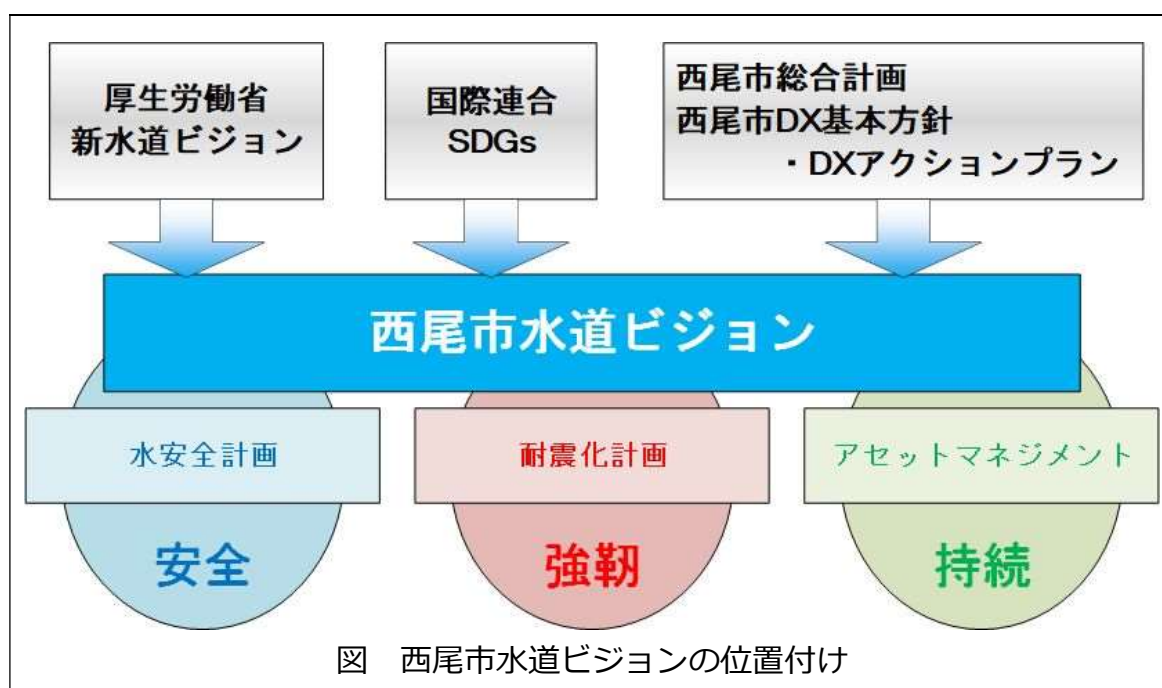 厚生労働省
新水道ビジョン
国際連合
SDGs
西尾市総合計画
西尾市DX基本方針
・DXアクションプラン
西尾市水道ビジョン
水安全計画
耐震化計画
アセットマネジメント
安全
強靭
持続
図　西尾市水道ビジョンの位置付け